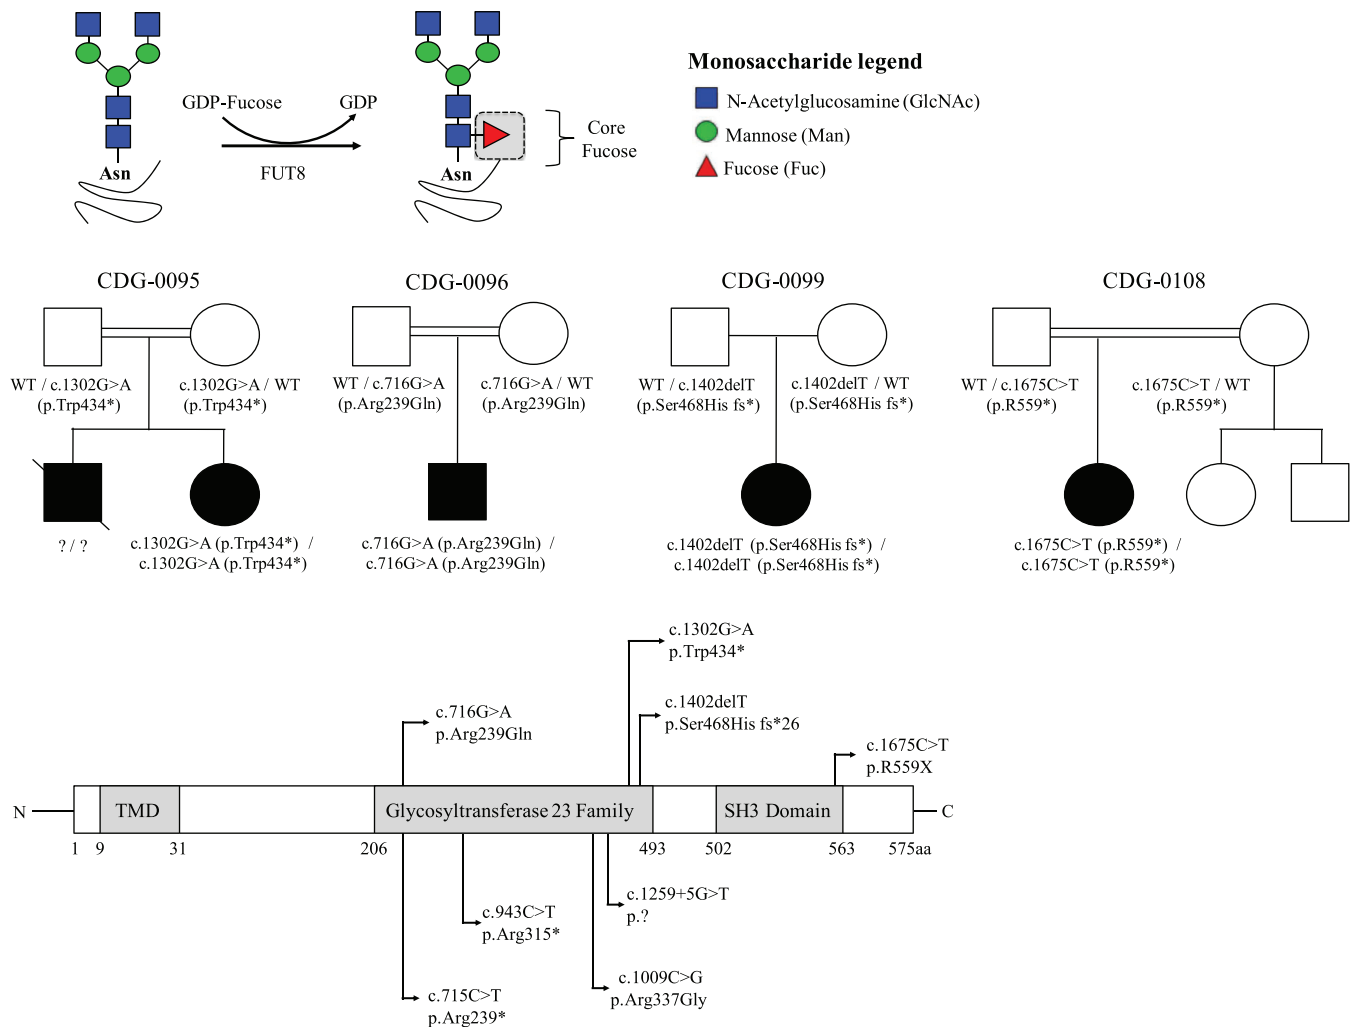 Monosaccharide legend
N-Acetylglucosamine (GlcNAc)
Mannose (Man)
Fucose (Fuc)
GDP-Fucose
GDP
FUT8
Asn
Asn
Core
Fucose
CDG-0095
CDG-0096
CDG-0099
CDG-0108
WT / c.1302G>A
(p.Trp434*)
c.1302G>A / WT
(p.Trp434*)
WT / c.716G>A
(p.Arg239Gln)
c.716G>A / WT
(p.Arg239Gln)
WT / c.1402delT
(p.Ser468His fs*)
c.1402delT / WT
(p.Ser468His fs*)
WT / c.1675C>T
(p.R559*)
c.1675C>T / WT
(p.R559*)
? / ?
c.1302G>A (p.Trp434*) /
c.1302G>A (p.Trp434*)
c.716G>A (p.Arg239Gln) /
c.716G>A (p.Arg239Gln)
c.1402delT (p.Ser468His fs*) /
c.1402delT (p.Ser468His fs*)
c.1675C>T (p.R559*) /
c.1675C>T (p.R559*)
c.1302G>A
p.Trp434*
c.716G>A
p.Arg239Gln
c.1402delT
p.Ser468His fs*26
c.1675C>T
p.R559X
N
TMD
Glycosyltransferase 23 Family
SH3 Domain
C
1
9
31
206
493
502
563
575aa
c.943C>T
p.Arg315*
c.1259+5G>T
p.?
c.715C>T
p.Arg239*
c.1009C>G
p.Arg337Gly